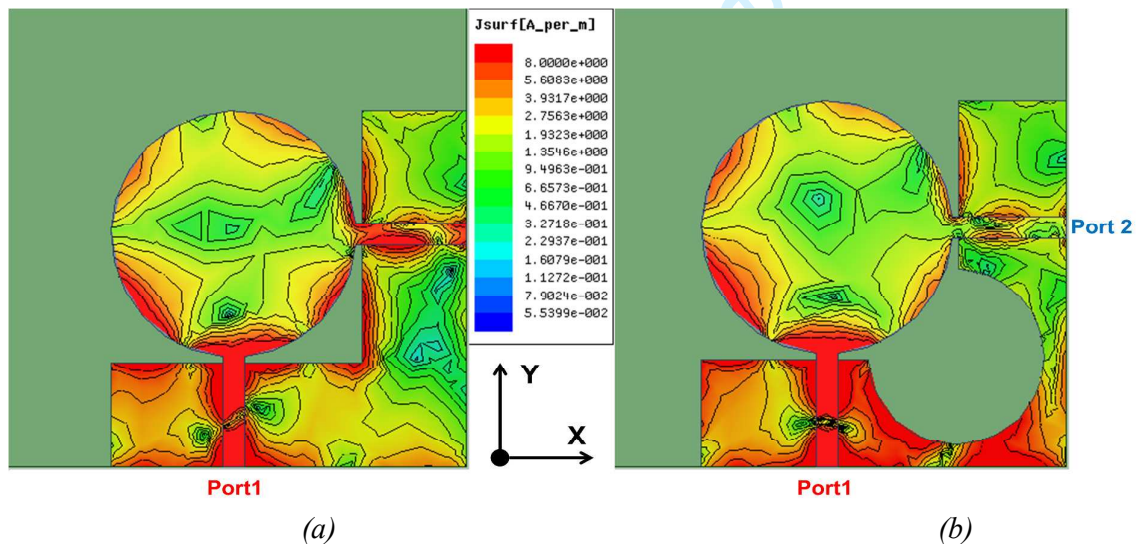 Jsurf[A_per_m]
8.0000e+000
5.6083e+000
3.9317e+000
2.7563e+000
1.9323e+000
1.3546e+000
9.4963e-001
6.6573e-001
4.6670e-001
3.2718e-001
2.2937e-001
1.6079e-001
1.1272e-001
7.9024e-002
5.5399e-002
Port 2
Y
X
Port1
Port1
(a)
(b)